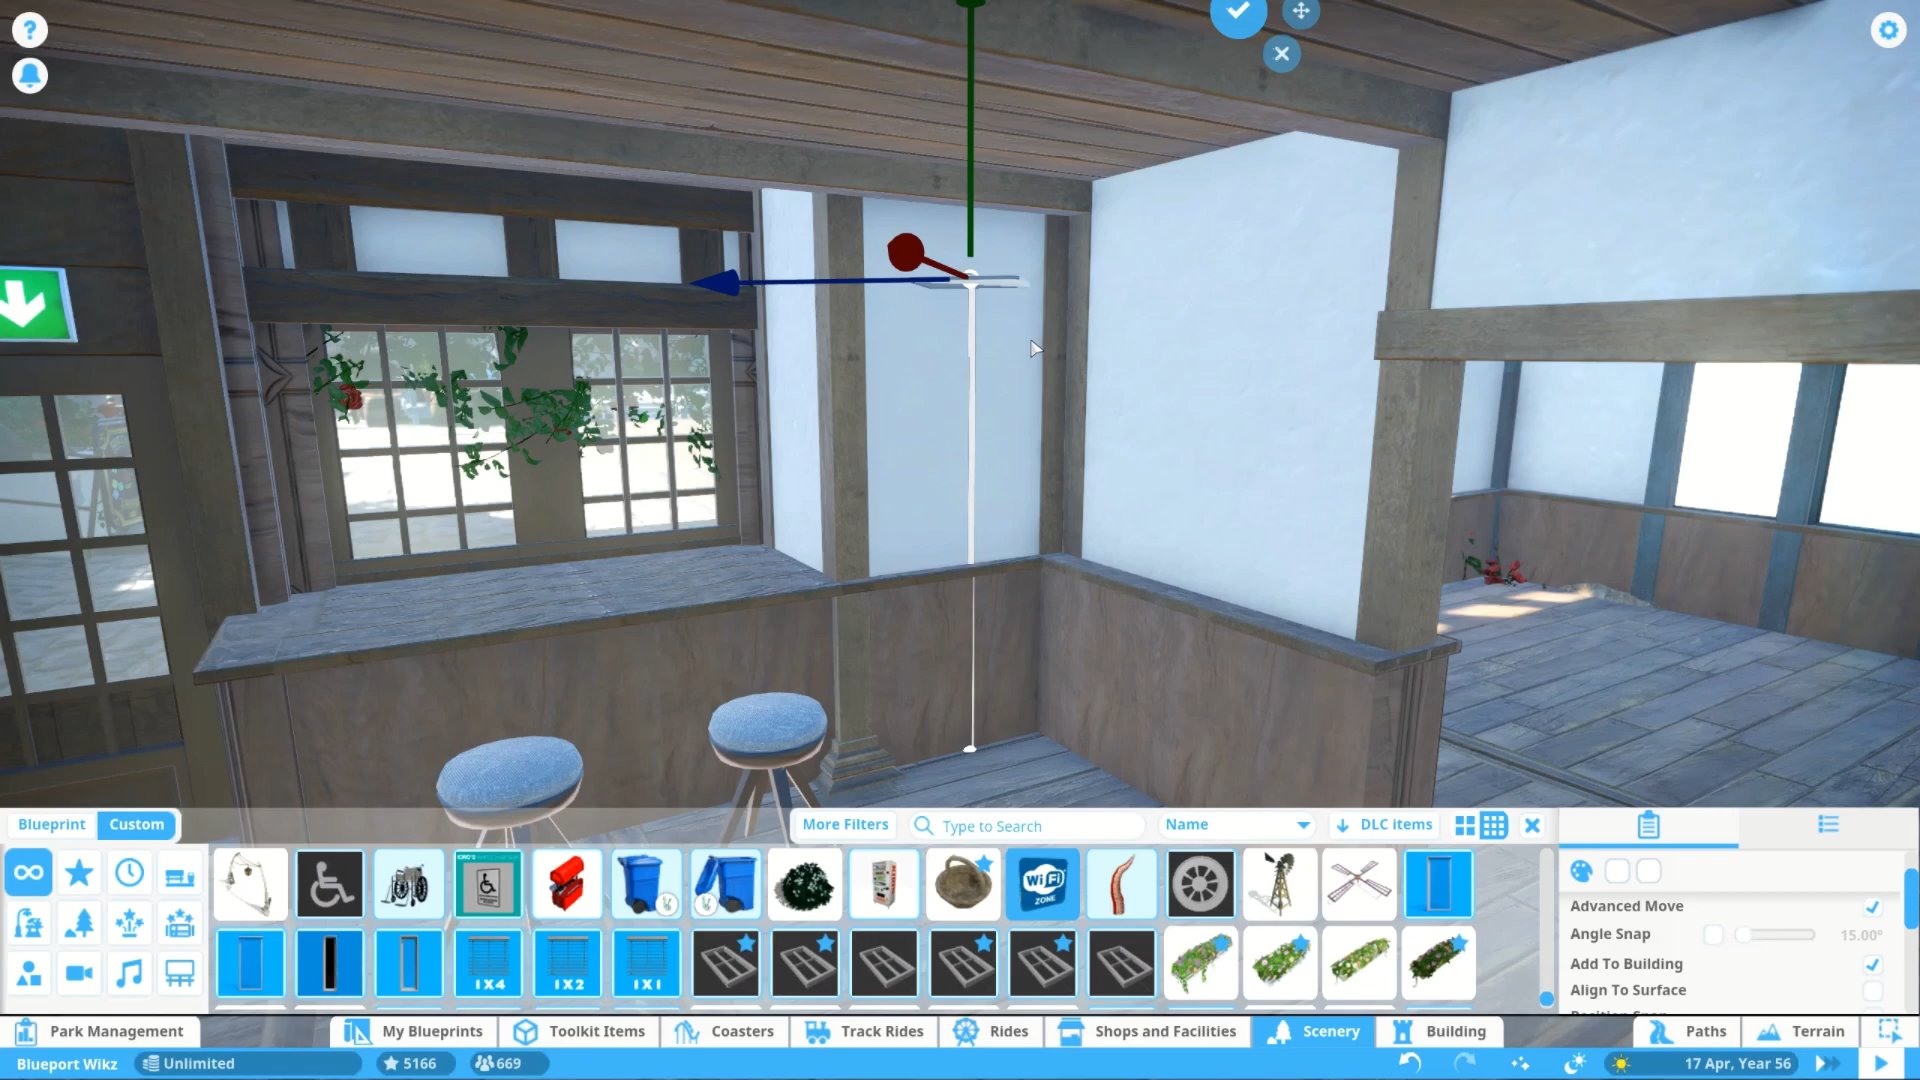 Blueprint
Custom
More Filters
Type to Search
Name
DLC items
WiFi
ZONE
1X4
1X2
1X1
Advanced Move
Angle Snap
15.00°
Add To Building
Align To Surface
Park Management
My Blueprints
Toolkit Items
Coasters
Track Rides
Rides
Shops and Facilities
Scenery
Building
Paths
Terrain
Blueport Wikz
Unlimited
5166
669
17 Apr, Year 56